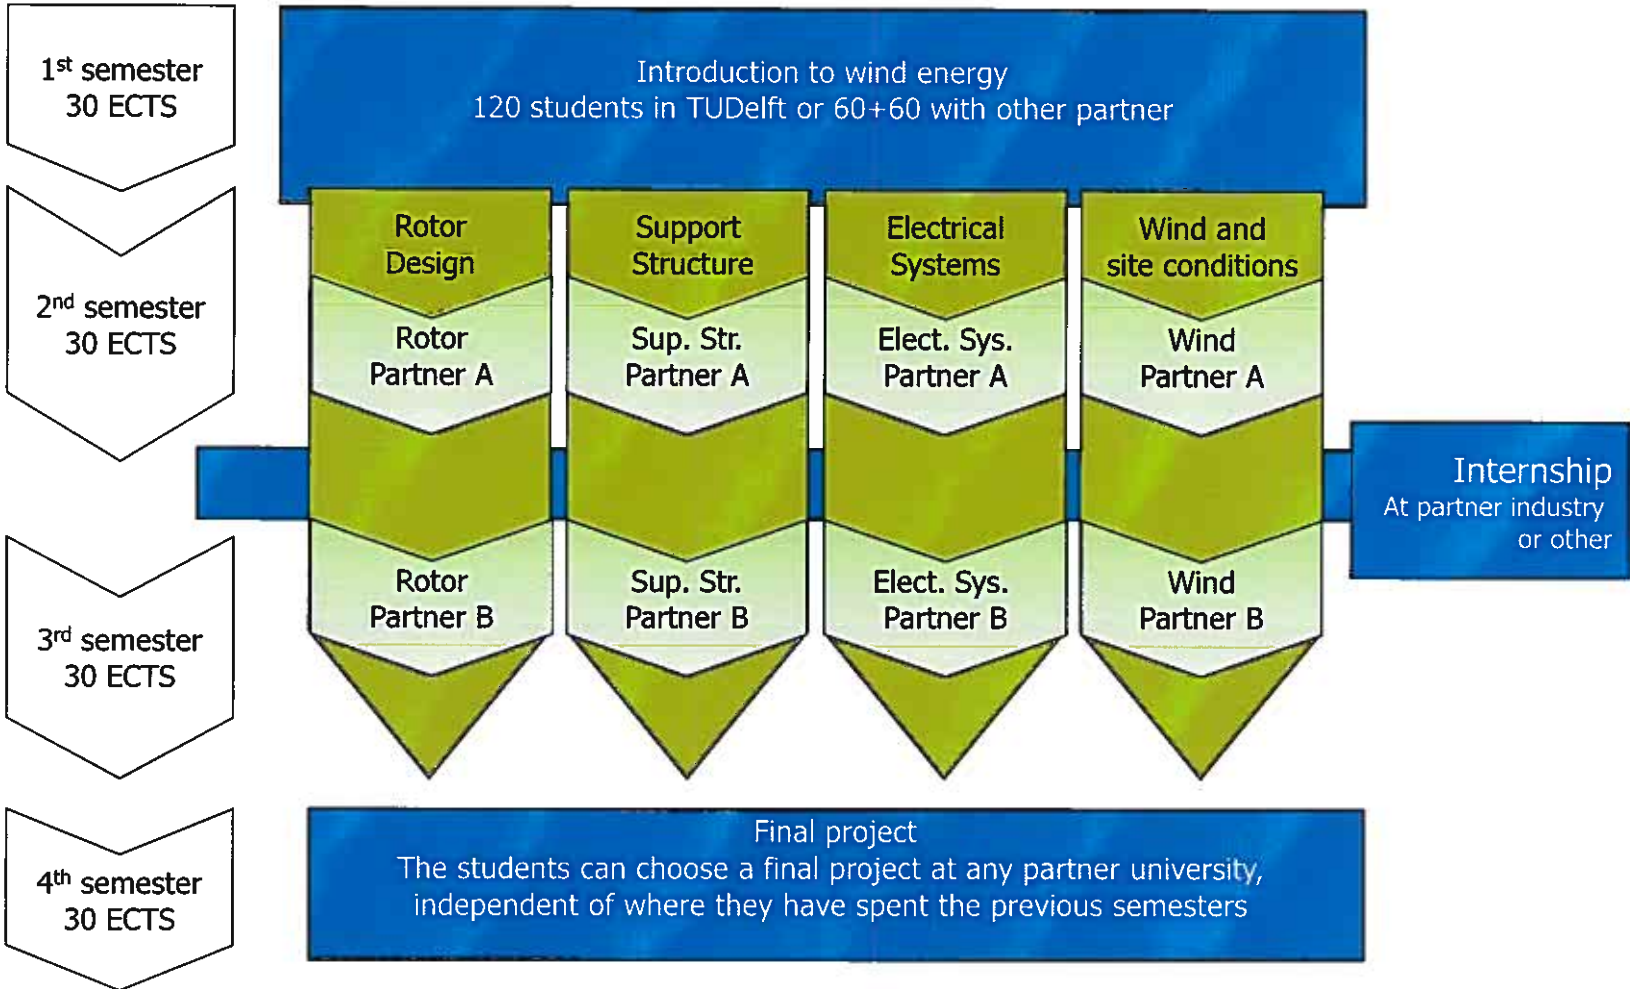 1st semester
30 ECTS
Introduction to wind energy
120 students in TUDelft or 60+60 with other partner
2nd semester
30 ECTS
Rotor
Design
Support
Structure
Electrical
Systems
Wind and
site conditions
Rotor
Partner A
Sup. Str.
Partner A
Elect. Sys.
Partner A
Wind
Partner A
Internship
At partner industry
or other
3rd semester
30 ECTS
Rotor
Partner B
Sup. Str.
Partner B
Elect. Sys.
Partner B
Wind
Partner B
4th semester
30 ECTS
Final project
The students can choose a final project at any partner university,
independent of where they have spent the previous semesters